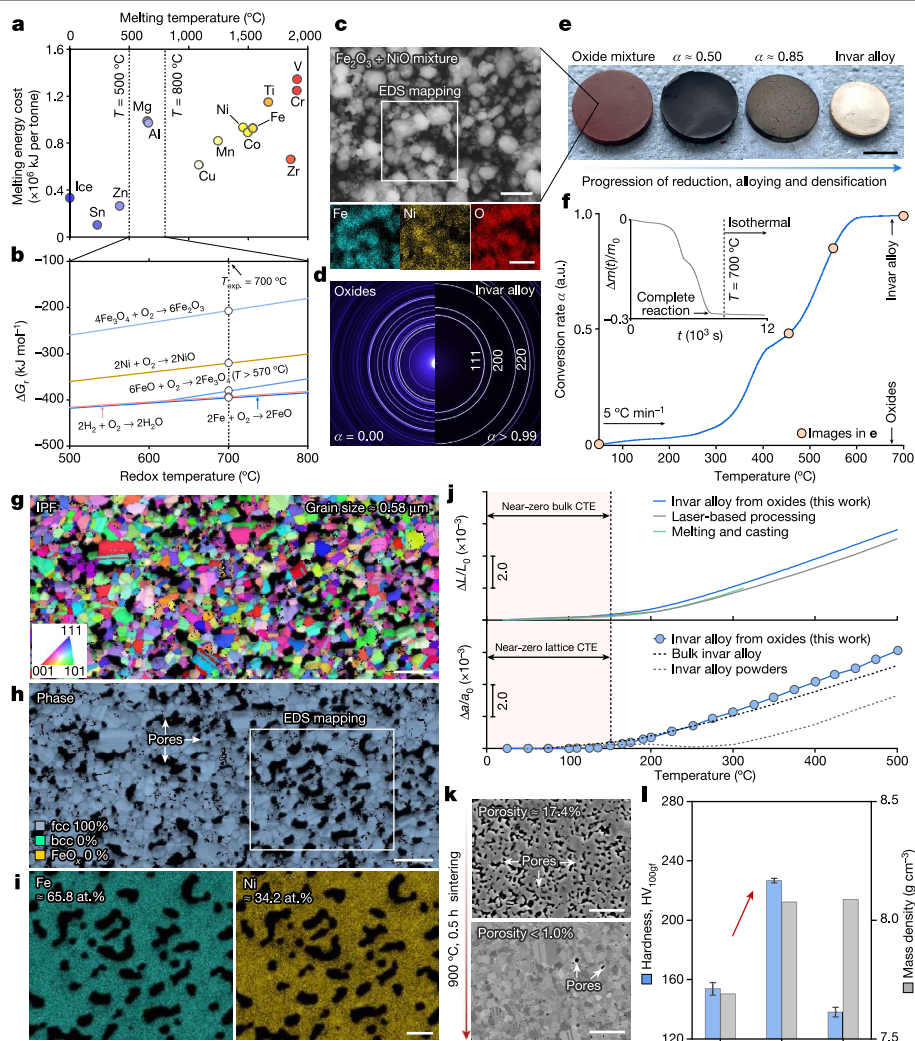 a
Melting temperature (°C)
0 500 1,000 1,500 2,000
Melting energy cost
(×10⁶ kJ per tonne)
1.6
1.2
0.8
0.4
0
T = 500 °C
T = 800 °C
Ice
Sn
Zn
Mg
Al
Cu
Mn
Ni
Co
Fe
Ti
V
Cr
Zr
b
ΔGᵣ (kJ mol⁻¹)
−100
−200
−300
−400
−500
T_exp. = 700 °C
4Fe₃O₄ + O₂ → 6Fe₂O₃
2Ni + O₂ → 2NiO
6FeO + O₂ → 2Fe₃O₄ (T > 570 °C)
2H₂ + O₂ → 2H₂O
2Fe + O₂ → 2FeO
500 600 700 800
Redox temperature (°C)
c
Fe₂O₃ + NiO mixture
EDS mapping
Fe
Ni
O
d
Oxides
Invar alloy
111
200
220
α = 0.00
α > 0.99
e
Oxide mixture
α ≈ 0.50
α ≈ 0.85
Invar alloy
Progression of reduction, alloying and densification
f
Conversion rate α (a.u.)
1.0
0.8
0.6
0.4
0.2
0
Δm(t)/m₀
0
−0.3
Isothermal
T = 700 °C
Complete
reaction
0 12
t (10³ s)
Invar alloy
5 °C min⁻¹
Images in e
Oxides
100 200 300 400 500 600 700
Temperature (°C)
g
IPF
Grain size ≈ 0.58 μm
111
001 101
h
Phase
EDS mapping
Pores
fcc 100%
bcc 0%
FeOₓ 0 %
i
Fe
≈ 65.8 at.%
Ni
≈ 34.2 at.%
j
Near-zero bulk CTE
Invar alloy from oxides (this work)
Laser-based processing
Melting and casting
ΔL/L₀ (×10⁻³)
2.0
Near-zero lattice CTE
Invar alloy from oxides (this work)
Bulk invar alloy
Invar alloy powders
Δa/a₀ (×10⁻³)
2.0
0 100 200 300 400 500
Temperature (°C)
k
Porosity ≈ 17.4%
Pores
900 °C, 0.5 h sintering
Porosity < 1.0%
Pores
l
Hardness, HV₁₀₀gf
280
240
200
160
120
Mass density (g cm⁻³)
8.5
8.0
7.5